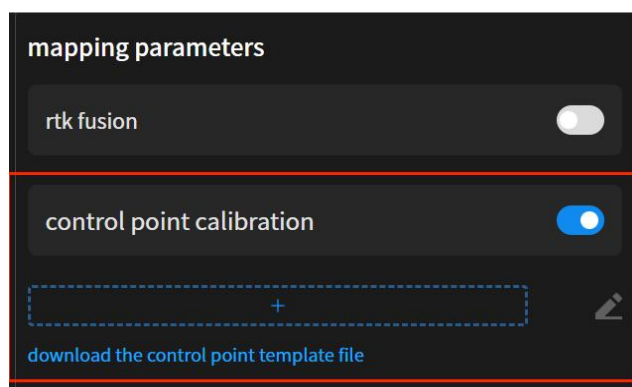 mapping parameters
rtk fusion
control point calibration
+
download the control point template file